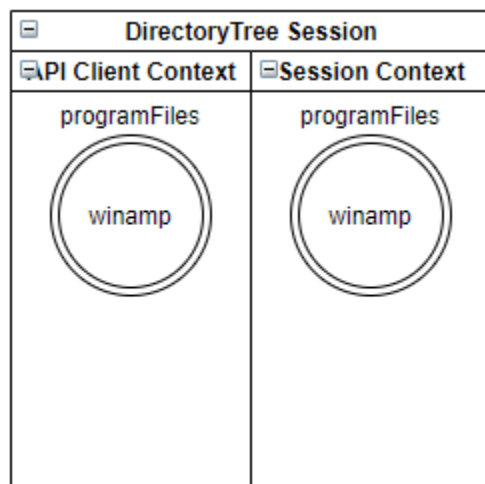 DirectoryTree Session
API Client Context
Session Context
programFiles
winamp
programFiles
winamp